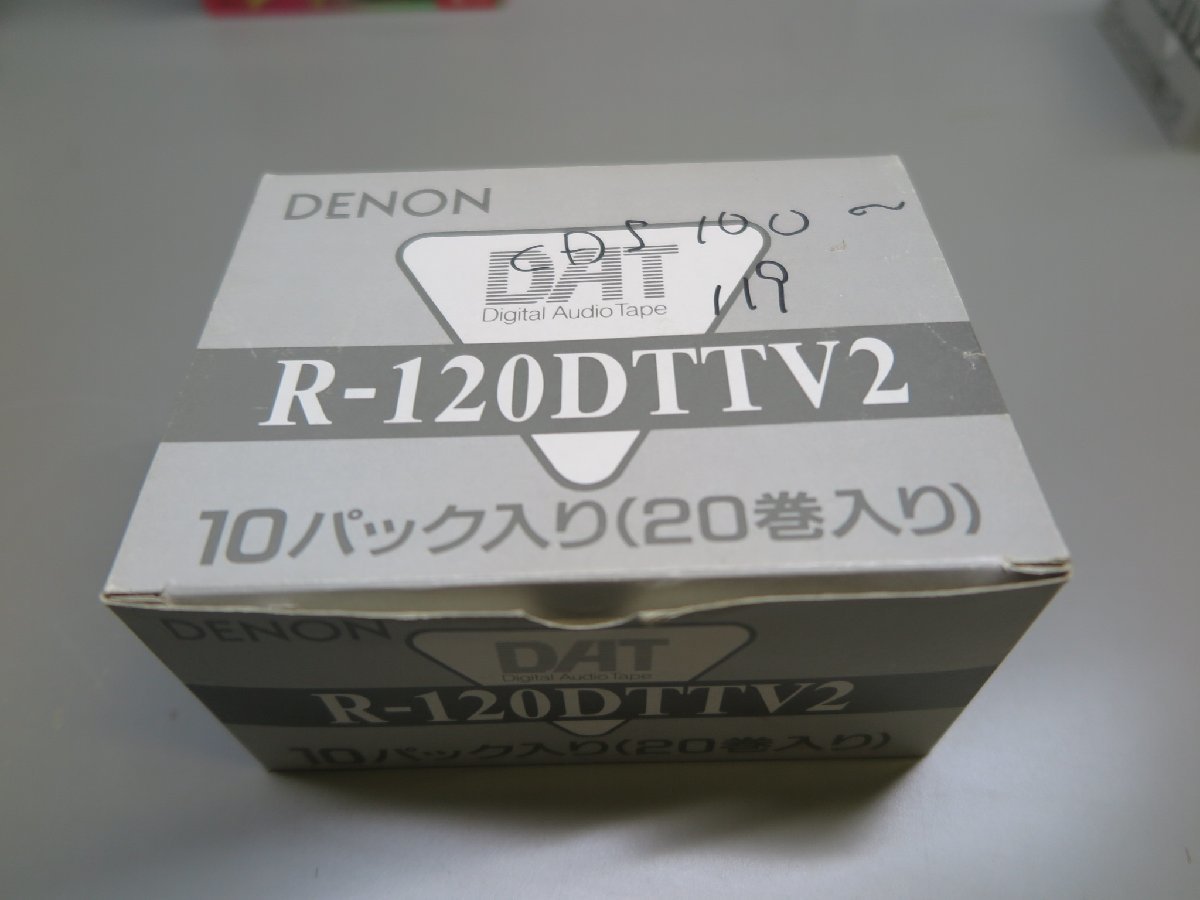 DENON
CDS 100 ~
119
DAT
Digital Audio Tape
R-120DTTV2
10パック入り(20巻入り)
DENON
DAT
Digital Audio Tape
R-120DTTV2
10パック入り(20巻入り)